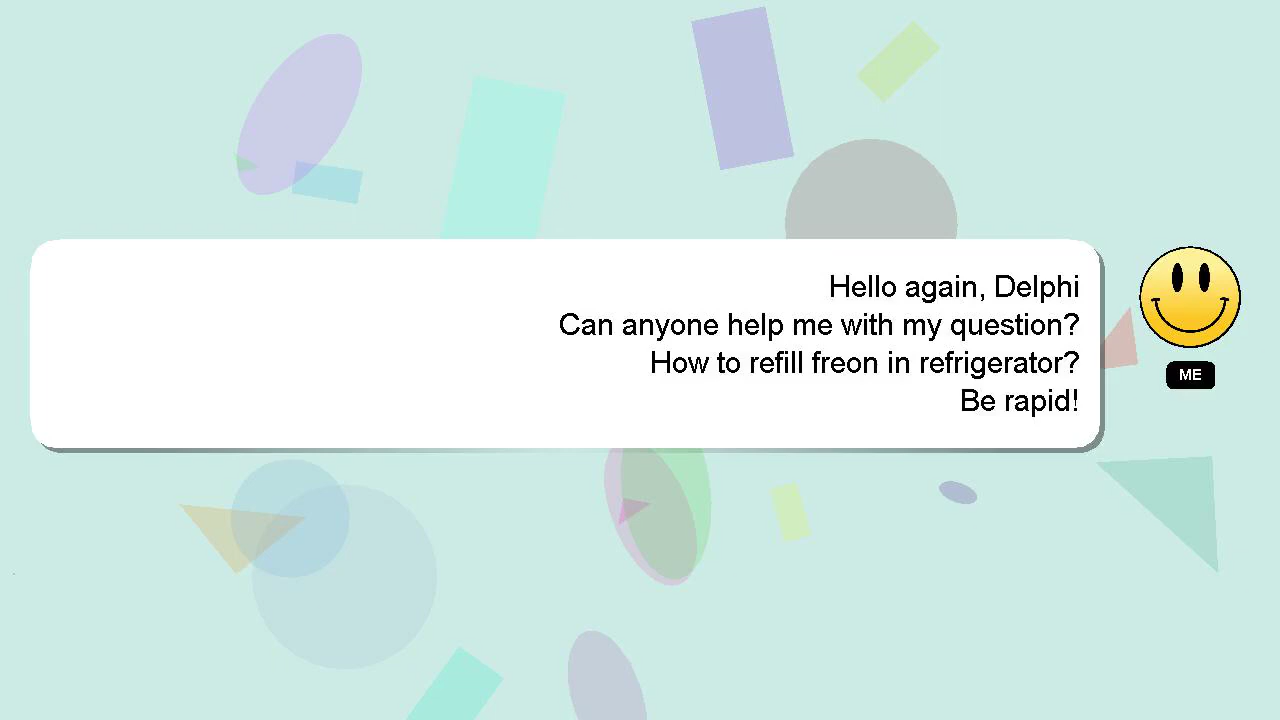 Hello again, Delphi
Can anyone help me with my question?
How to refill freon in refrigerator?
Be rapid!
ME